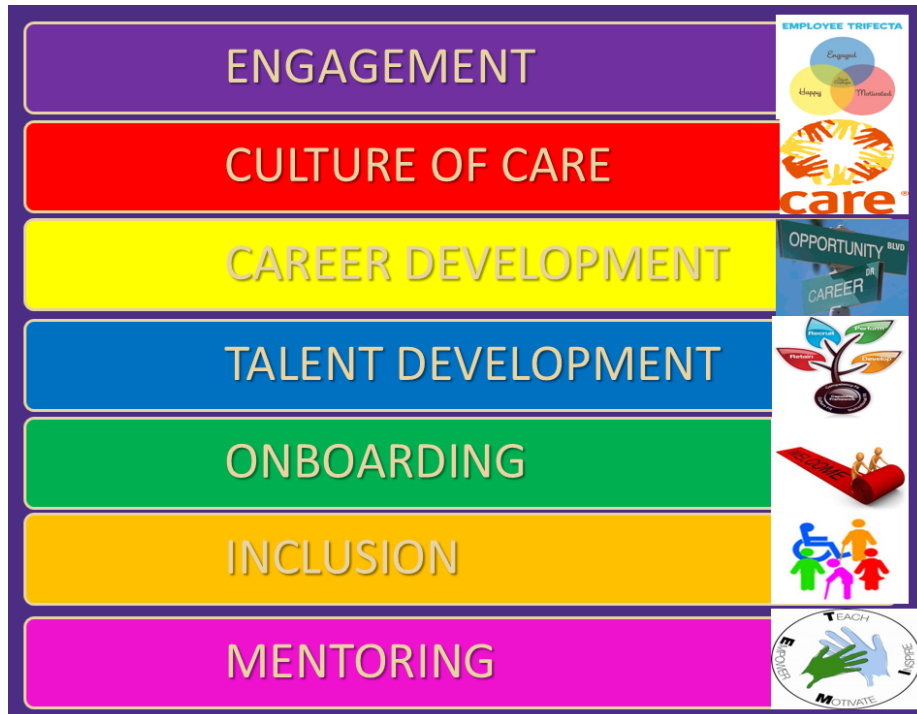 EMPLOYEE TRIFECTA
ENGAGEMENT
Engaged
Happy
Motivated
CULTURE OF CARE
care
CAREER DEVELOPMENT
OPPORTUNITY BLVD
CAREER DR
TALENT DEVELOPMENT
Recruit
Perform
Retain
Develop
ONBOARDING
WELCOME
INCLUSION
MENTORING
TEACH
EMPOWER
INSPIRE
MOTIVATE